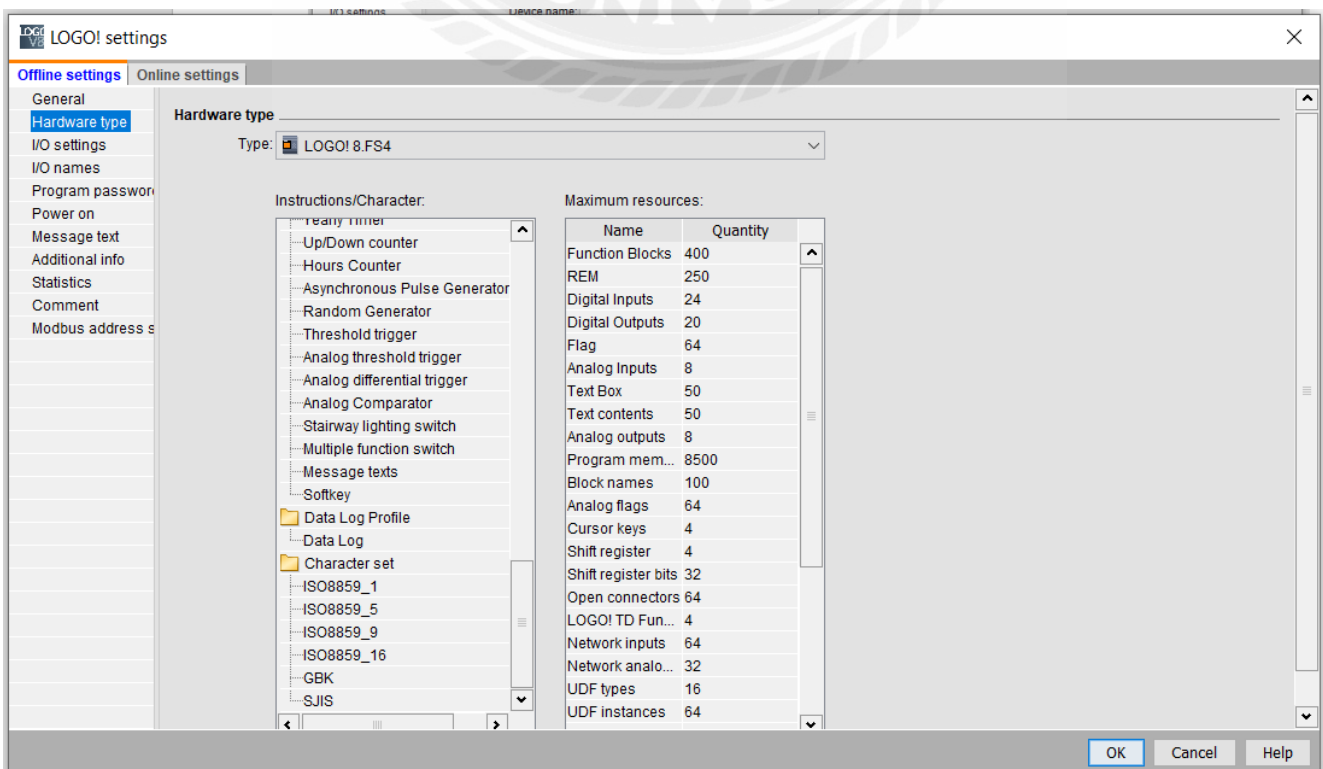 I/O settings
Device name:
LOGO! settings
Offline settings
Online settings
General
Hardware type
I/O settings
I/O names
Program passwor
Power on
Message text
Additional info
Statistics
Comment
Modbus address s
Hardware type
Type: LOGO! 8.FS4
Instructions/Character:
Yearly Timer
Up/Down counter
Hours Counter
Asynchronous Pulse Generator
Random Generator
Threshold trigger
Analog threshold trigger
Analog differential trigger
Analog Comparator
Stairway lighting switch
Multiple function switch
Message texts
Softkey
Data Log Profile
Data Log
Character set
ISO8859_1
ISO8859_5
ISO8859_9
ISO8859_16
GBK
SJIS
Maximum resources:
Name Quantity
Function Blocks 400
REM 250
Digital Inputs 24
Digital Outputs 20
Flag 64
Analog Inputs 8
Text Box 50
Text contents 50
Analog outputs 8
Program mem... 8500
Block names 100
Analog flags 64
Cursor keys 4
Shift register 4
Shift register bits 32
Open connectors 64
LOGO! TD Fun... 4
Network inputs 64
Network analo... 32
UDF types 16
UDF instances 64
OK Cancel Help